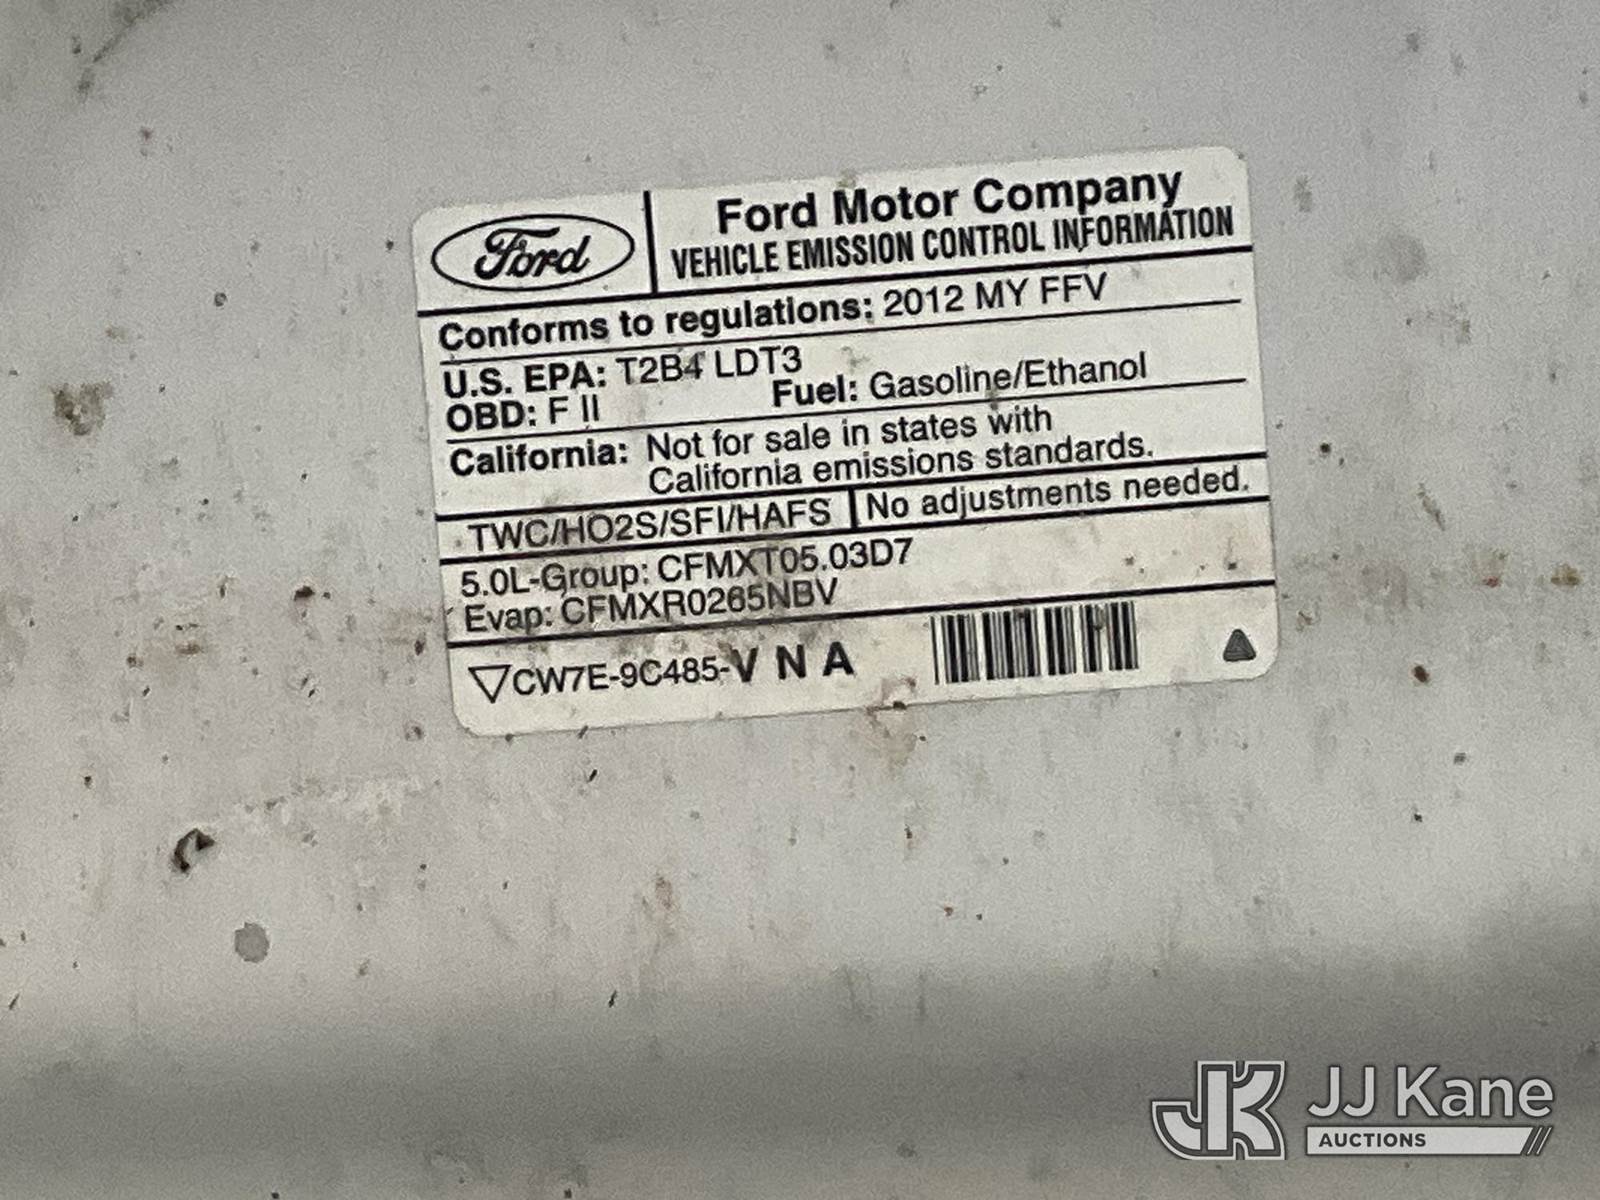 Ford
Ford Motor Company
VEHICLE EMISSION CONTROL INFORMATION
Conforms to regulations: 2012 MY FFV
U.S. EPA: T2B4 LDT3
OBD: F II
Fuel: Gasoline/Ethanol
California: Not for sale in states with
California emissions standards.
TWC/HO2S/SFI/HAFS
No adjustments needed.
5.0L-Group: CFMXT05.03D7
Evap: CFMXR0265NBV
CW7E-9C485-V N A
JK JJ Kane
AUCTIONS